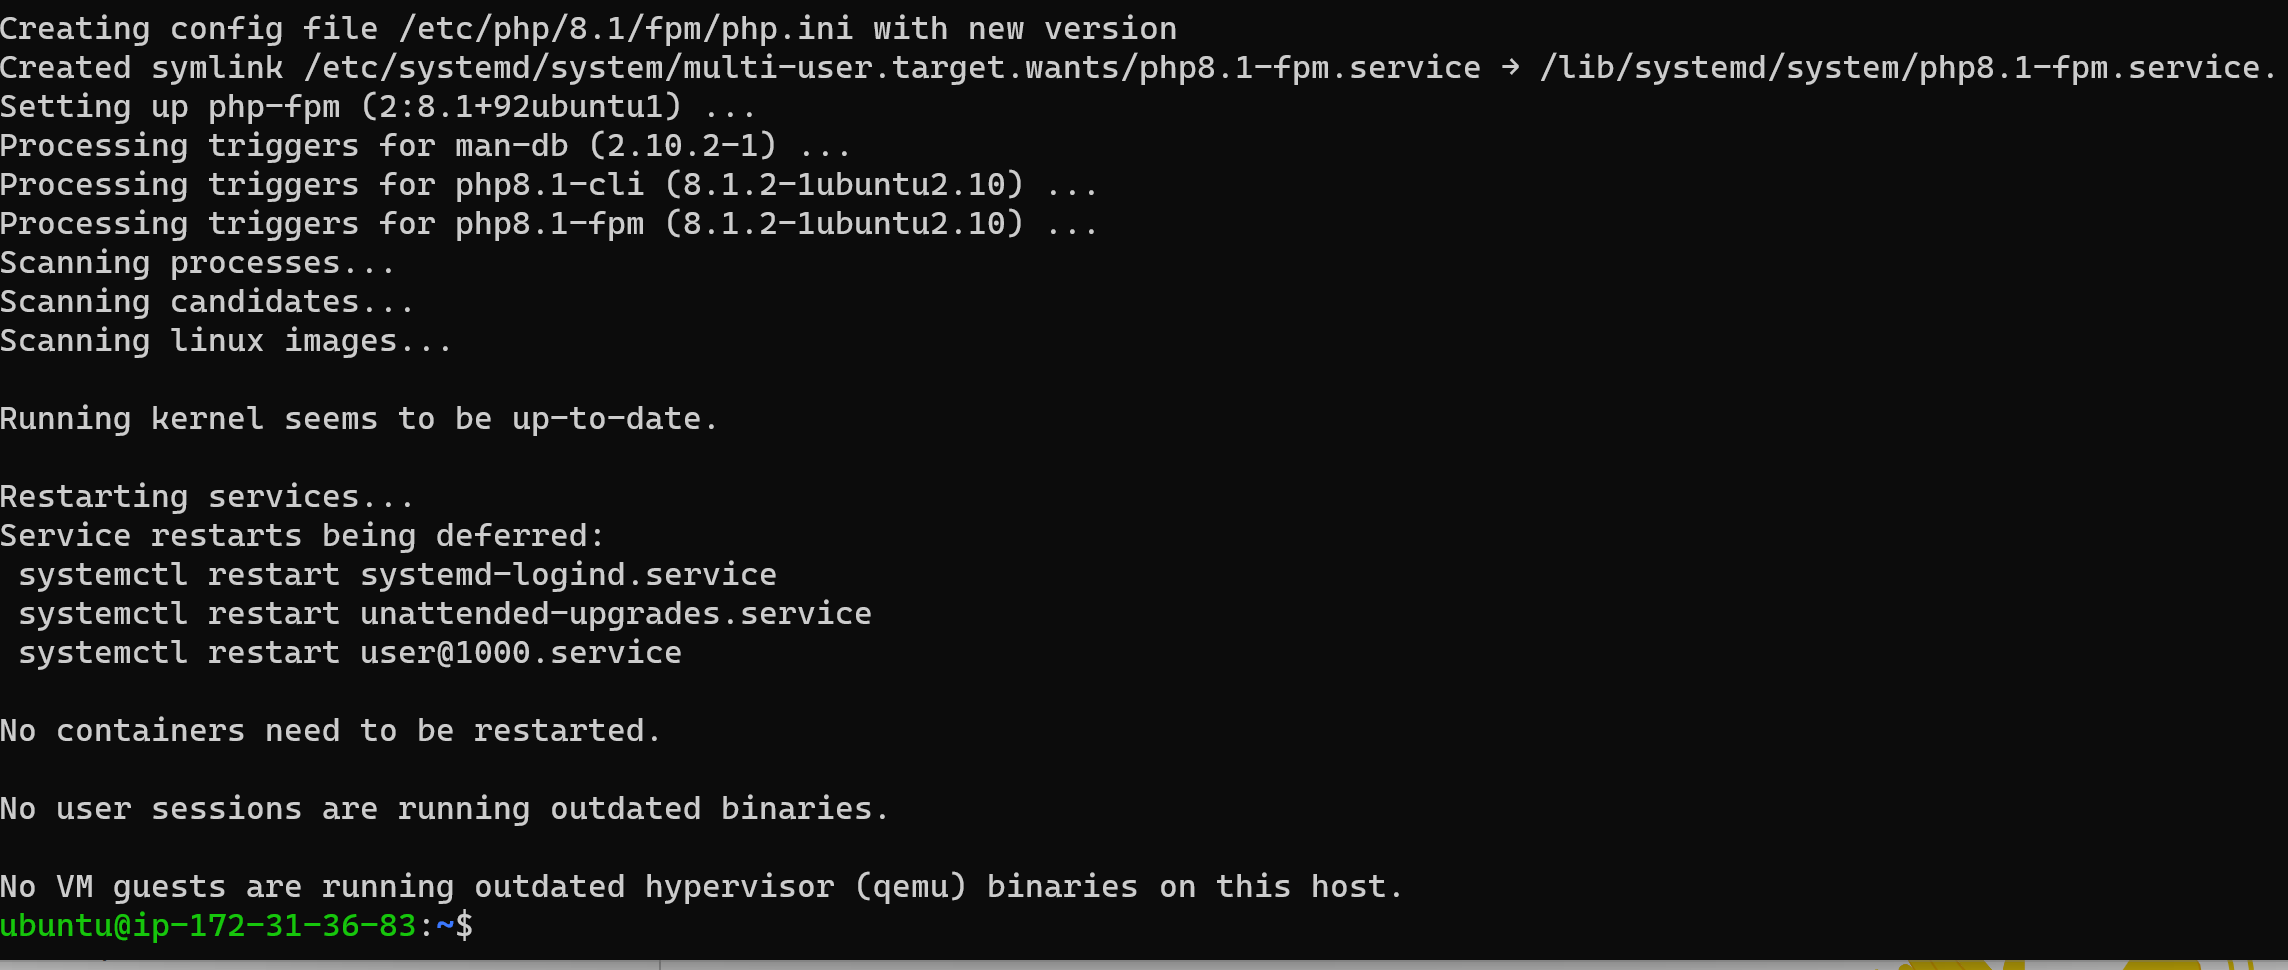 Creating config file /etc/php/8.1/fpm/php.ini with new version
Created symlink /etc/systemd/system/multi-user.target.wants/php8.1-fpm.service → /lib/systemd/system/php8.1-fpm.service.
Setting up php-fpm (2:8.1+92ubuntu1) ...
Processing triggers for man-db (2.10.2-1) ...
Processing triggers for php8.1-cli (8.1.2-1ubuntu2.10) ...
Processing triggers for php8.1-fpm (8.1.2-1ubuntu2.10) ...
Scanning processes...
Scanning candidates...
Scanning linux images...
Running kernel seems to be up-to-date.
Restarting services...
Service restarts being deferred:
 systemctl restart systemd-logind.service
 systemctl restart unattended-upgrades.service
 systemctl restart user@1000.service
No containers need to be restarted.
No user sessions are running outdated binaries.
No VM guests are running outdated hypervisor (qemu) binaries on this host.
ubuntu@ip-172-31-36-83:~$